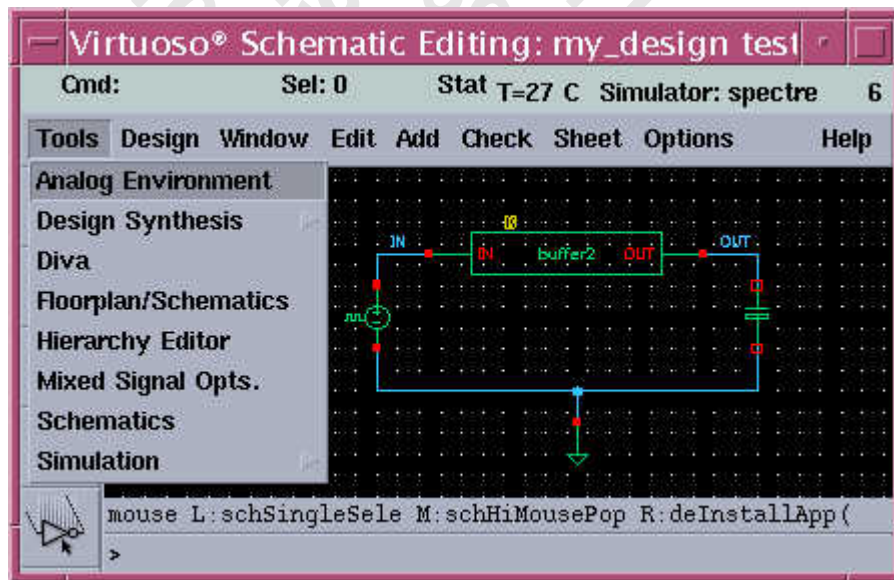 Virtuoso® Schematic Editing: my_design test
Cmd: Sel: 0 Stat T=27 C Simulator: spectre 6
Tools Design Window Edit Add Check Sheet Options Help
Analog Environment
Design Synthesis
Diva
Floorplan/Schematics
Hierarchy Editor
Mixed Signal Opts.
Schematics
Simulation
IN IN buffer2 OUT OUT
mouse L:schSingleSele M:schHiMousePop R:deInstallApp(
>